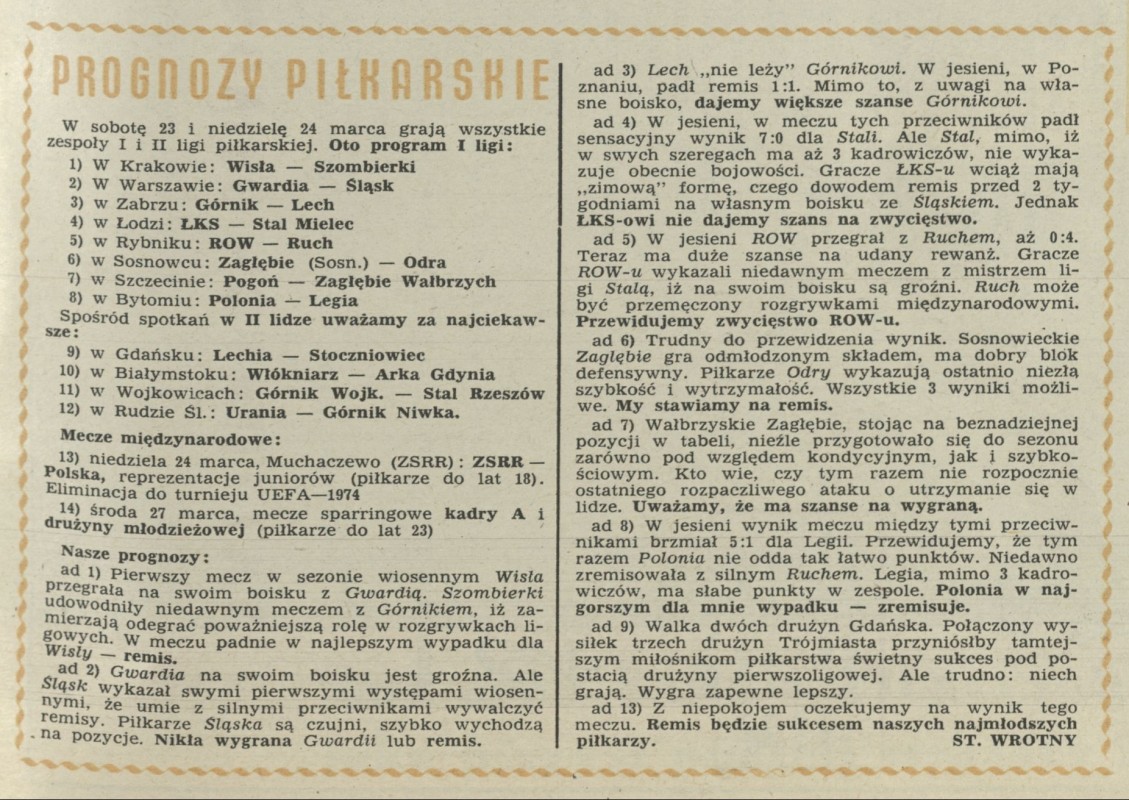 PROGNOZY PIŁKARSKIE
W sobotę 23 i niedzielę 24 marca grają wszystkie
zespoły I i II ligi piłkarskiej. Oto program I ligi:
1) W Krakowie: Wisła — Szombierki
2) W Warszawie: Gwardia — Śląsk
3) w Zabrzu: Górnik — Lech
4) w Łodzi: ŁKS — Stal Mielec
5) w Rybniku: ROW — Ruch
6) w Sosnowcu: Zagłębie (Sosn.) — Odra
7) w Szczecinie: Pogoń — Zagłębie Wałbrzych
8) w Bytomiu: Polonia — Legia
Spośród spotkań w II lidze uważamy za najciekaw-
sze:
9) w Gdańsku: Lechia — Stoczniowiec
10) w Białymstoku: Włókniarz — Arka Gdynia
11) w Wojkowicach: Górnik Wojk. — Stal Rzeszów
12) w Rudzie Śl.: Urania — Górnik Niwka.
Mecze międzynarodowe:
13) niedziela 24 marca, Muchaczewo (ZSRR): ZSRR —
Polska, reprezentacje juniorów (piłkarze do lat 18).
Eliminacja do turnieju UEFA—1974
14) środa 27 marca, mecze sparringowe kadry A i
drużyny młodzieżowej (piłkarze do lat 23)
Nasze prognozy:
ad 1) Pierwszy mecz w sezonie wiosennym Wisła
przegrała na swoim boisku z Gwardią. Szombierki
udowodniły niedawnym meczem z Górnikiem, iż za-
mierzają odegrać poważniejszą rolę w rozgrywkach li-
gowych. W meczu padnie w najlepszym wypadku dla
Wisły — remis.
ad 2) Gwardia na swoim boisku jest groźna. Ale
Śląsk wykazał swymi pierwszymi występami wiosen-
nymi, że umie z silnymi przeciwnikami wywalczyć
remisy. Piłkarze Śląska są czujni, szybko wychodzą
na pozycje. Nikła wygrana Gwardii lub remis.
ad 3) Lech „nie leży” Górnikowi. W jesieni, w Po-
znaniu, padł remis 1:1. Mimo to, z uwagi na wła-
sne boisko, dajemy większe szanse Górnikowi.
ad 4) W jesieni, w meczu tych przeciwników padł
sensacyjny wynik 7:0 dla Stali. Ale Stal, mimo, iż
w swych szeregach ma aż 3 kadrowiczów, nie wyka-
zuje obecnie bojowości. Gracze ŁKS-u wciąż mają
„zimową” formę, czego dowodem remis przed 2 ty-
godniami na własnym boisku ze Śląskiem. Jednak
ŁKS-owi nie dajemy szans na zwycięstwo.
ad 5) W jesieni ROW przegrał z Ruchem, aż 0:4.
Teraz ma duże szanse na udany rewanż. Gracze
ROW-u wykazali niedawnym meczem z mistrzem li-
gi Stalą, iż na swoim boisku są groźni. Ruch może
być przemęczony rozgrywkami międzynarodowymi.
Przewidujemy zwycięstwo ROW-u.
ad 6) Trudny do przewidzenia wynik. Sosnowieckie
Zagłębie gra odmłodzonym składem, ma dobry blok
defensywny. Piłkarze Odry wykazują ostatnio niezłą
szybkość i wytrzymałość. Wszystkie 3 wyniki możli-
we. My stawiamy na remis.
ad 7) Wałbrzyskie Zagłębie, stojąc na beznadziejnej
pozycji w tabeli, nieźle przygotowało się do sezonu
zarówno pod względem kondycyjnym, jak i szybko-
ściowym. Kto wie, czy tym razem nie rozpocznie
ostatniego rozpaczliwego ataku o utrzymanie się w
lidze. Uważamy, że ma szanse na wygraną.
ad 8) W jesieni wynik meczu między tymi przeciw-
nikami brzmiał 5:1 dla Legii. Przewidujemy, że tym
razem Polonia nie odda tak łatwo punktów. Niedawno
zremisowała z silnym Ruchem. Legia, mimo 3 kadro-
wiczów, ma słabe punkty w zespole. Polonia w naj-
gorszym dla mnie wypadku — zremisuje.
ad 9) Walka dwóch drużyn Gdańska. Połączony wy-
siłek trzech drużyn Trójmiasta przyniósłby tamtej-
szym miłośnikom piłkarstwa świetny sukces pod po-
stacią drużyny pierwszoligowej. Ale trudno: niech
grają. Wygra zapewne lepszy.
ad 13) Z niepokojem oczekujemy na wynik tego
meczu. Remis będzie sukcesem naszych najmłodszych
piłkarzy. ST. WROTNY